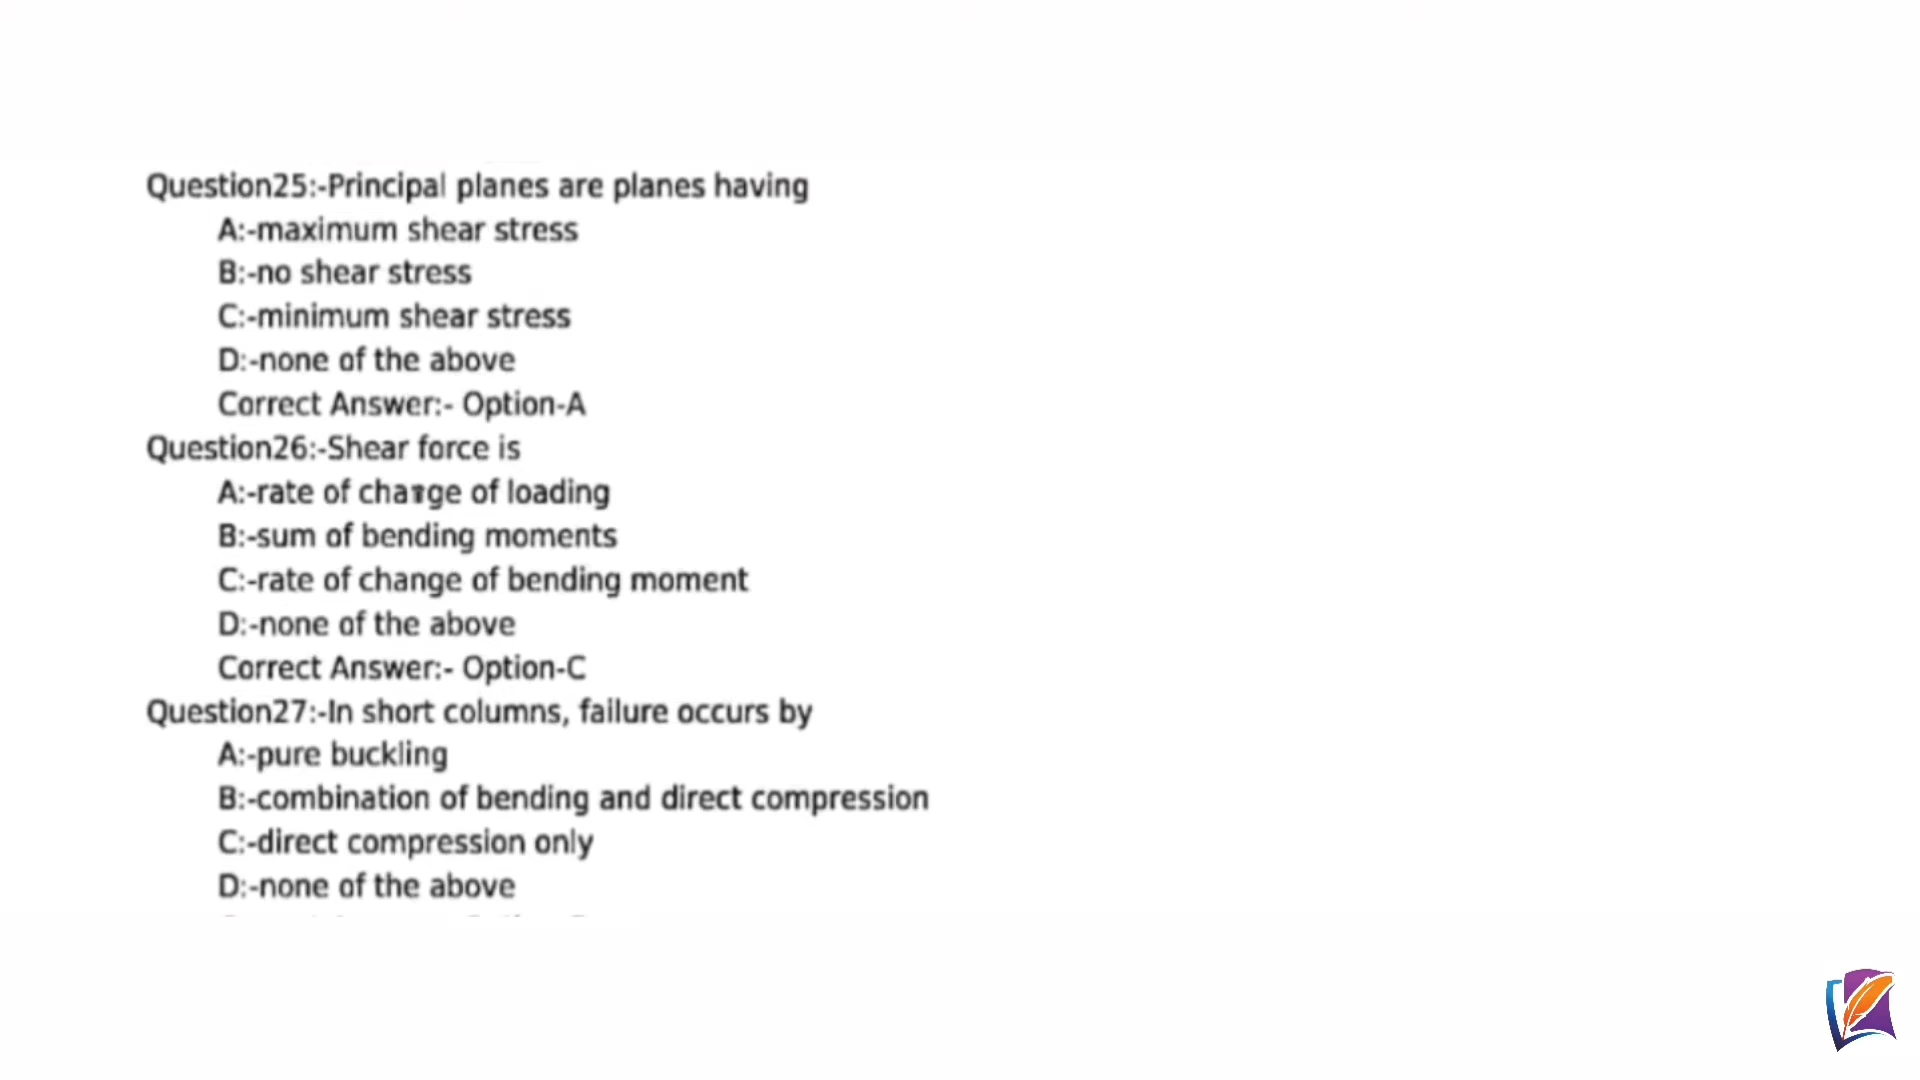 Question25:-Principal planes are planes having
A:-maximum shear stress
B:-no shear stress
C:-minimum shear stress
D:-none of the above
Correct Answer:- Option-A
Question26:-Shear force is
A:-rate of change of loading
B:-sum of bending moments
C:-rate of change of bending moment
D:-none of the above
Correct Answer:- Option-C
Question27:-In short columns, failure occurs by
A:-pure buckling
B:-combination of bending and direct compression
C:-direct compression only
D:-none of the above